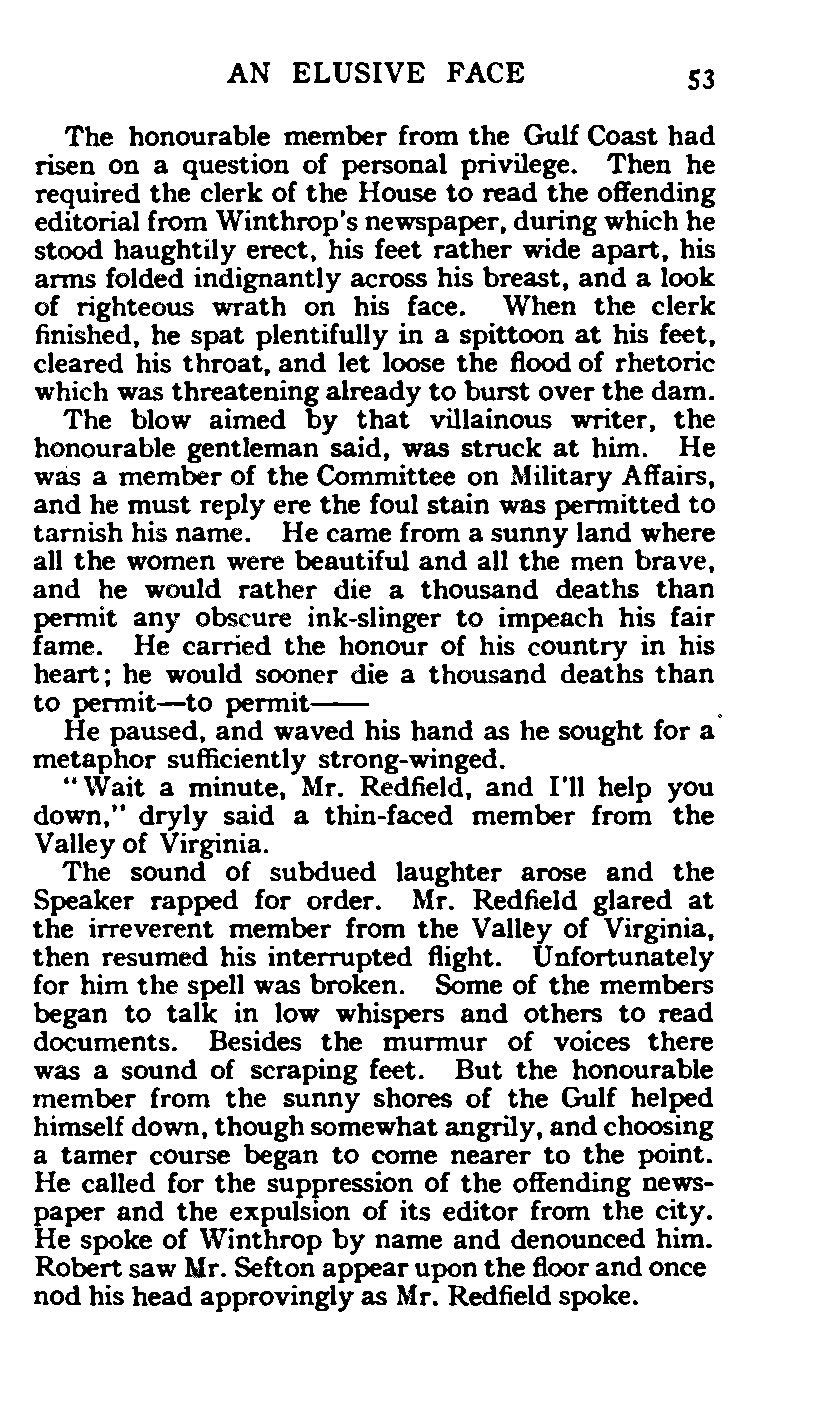 AN ELUSIVE FACE 53
The honourable member from the Gulf Coast had
risen on a question of personal privilege. Then he
required the clerk of the House to read the offending
editorial from Winthrop's newspaper, during which he
stood haughtily erect, his feet rather wide apart, his
arms folded indignantly across his breast, and a look
of righteous wrath on his face. When the clerk
finished, he spat plentifully in a spittoon at his feet,
cleared his throat, and let loose the flood of rhetoric
which was threatening already to burst over the dam.
The blow aimed by that villainous writer, the
honourable gentleman said, was struck at him. He
was a member of the Committee on Military Affairs,
and he must reply ere the foul stain was permitted to
tarnish his name. He came from a sunny land where
all the women were beautiful and all the men brave,
and he would rather die a thousand deaths than
permit any obscure ink-slinger to impeach his fair
fame. He carried the honour of his country in his
heart; he would sooner die a thousand deaths than
to permit—to permit——
He paused, and waved his hand as he sought for a
metaphor sufficiently strong-winged.
"Wait a minute, Mr. Redfield, and I'll help you
down," dryly said a thin-faced member from the
Valley of Virginia.
The sound of subdued laughter arose and the
Speaker rapped for order. Mr. Redfield glared at
the irreverent member from the Valley of Virginia,
then resumed his interrupted flight. Unfortunately
for him the spell was broken. Some of the members
began to talk in low whispers and others to read
documents. Besides the murmur of voices there
was a sound of scraping feet. But the honourable
member from the sunny shores of the Gulf helped
himself down, though somewhat angrily, and choosing
a tamer course began to come nearer to the point.
He called for the suppression of the offending news-
paper and the expulsion of its editor from the city.
He spoke of Winthrop by name and denounced him.
Robert saw Mr. Sefton appear upon the floor and once
nod his head approvingly as Mr. Redfield spoke.